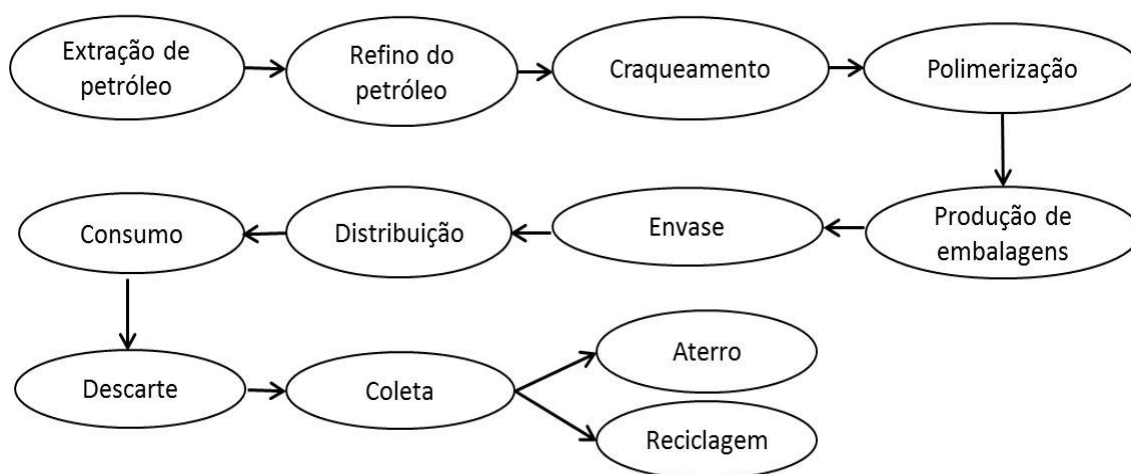 Extração de
petróleo
Refino do
petróleo
Craqueamento
Polimerização
Produção de
embalagens
Envase
Distribuição
Consumo
Descarte
Coleta
Aterro
Reciclagem